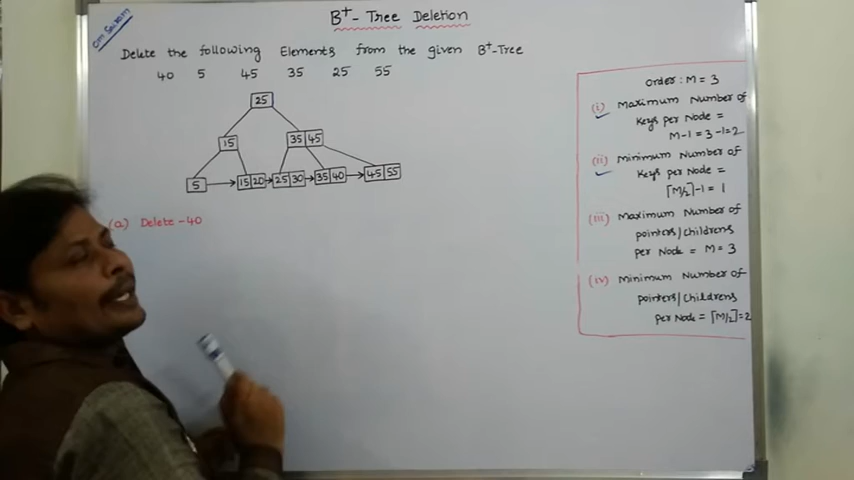 Om Sairam
B+- Tree Deletion
Delete the following Elements from the given B+-Tree
40 5 45 35 25 55
25
15
35 45
5
15 20
25 30
35 40
45 55
(a) Delete - 40
Order: M = 3
(i) Maximum Number of
Keys per Node =
M-1 = 3-1=2
(ii) Minimum Number of
Keys per Node =
⌈M/2⌉-1 = 1
(iii) Maximum Number of
pointers/childrens
per Node = M = 3
(iv) Minimum Number of
pointers/childrens
per Node = ⌈M/2⌉=2